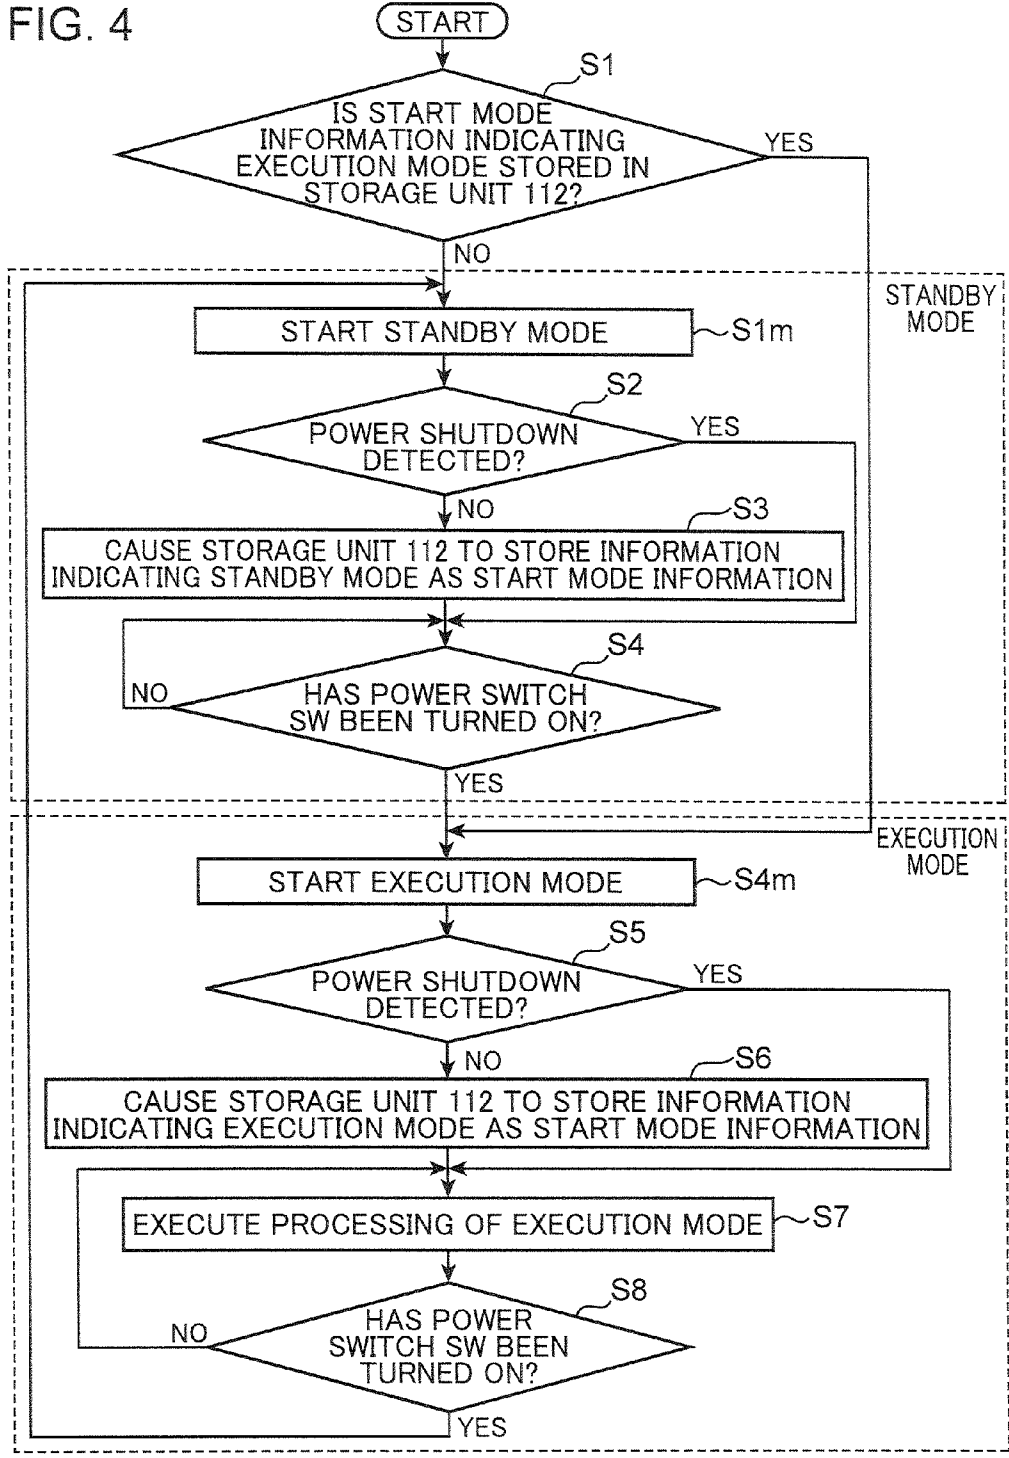 FIG. 4
START
S1
IS START MODE
INFORMATION INDICATING
EXECUTION MODE STORED IN
STORAGE UNIT 112?
YES
NO
STANDBY
MODE
START STANDBY MODE
S1m
S2
POWER SHUTDOWN
DETECTED?
YES
NO
S3
CAUSE STORAGE UNIT 112 TO STORE INFORMATION
INDICATING STANDBY MODE AS START MODE INFORMATION
S4
HAS POWER SWITCH
SW BEEN TURNED ON?
NO
YES
EXECUTION
MODE
START EXECUTION MODE
S4m
S5
POWER SHUTDOWN
DETECTED?
YES
NO
S6
CAUSE STORAGE UNIT 112 TO STORE INFORMATION
INDICATING EXECUTION MODE AS START MODE INFORMATION
EXECUTE PROCESSING OF EXECUTION MODE
S7
S8
HAS POWER
SWITCH SW BEEN
TURNED ON?
NO
YES